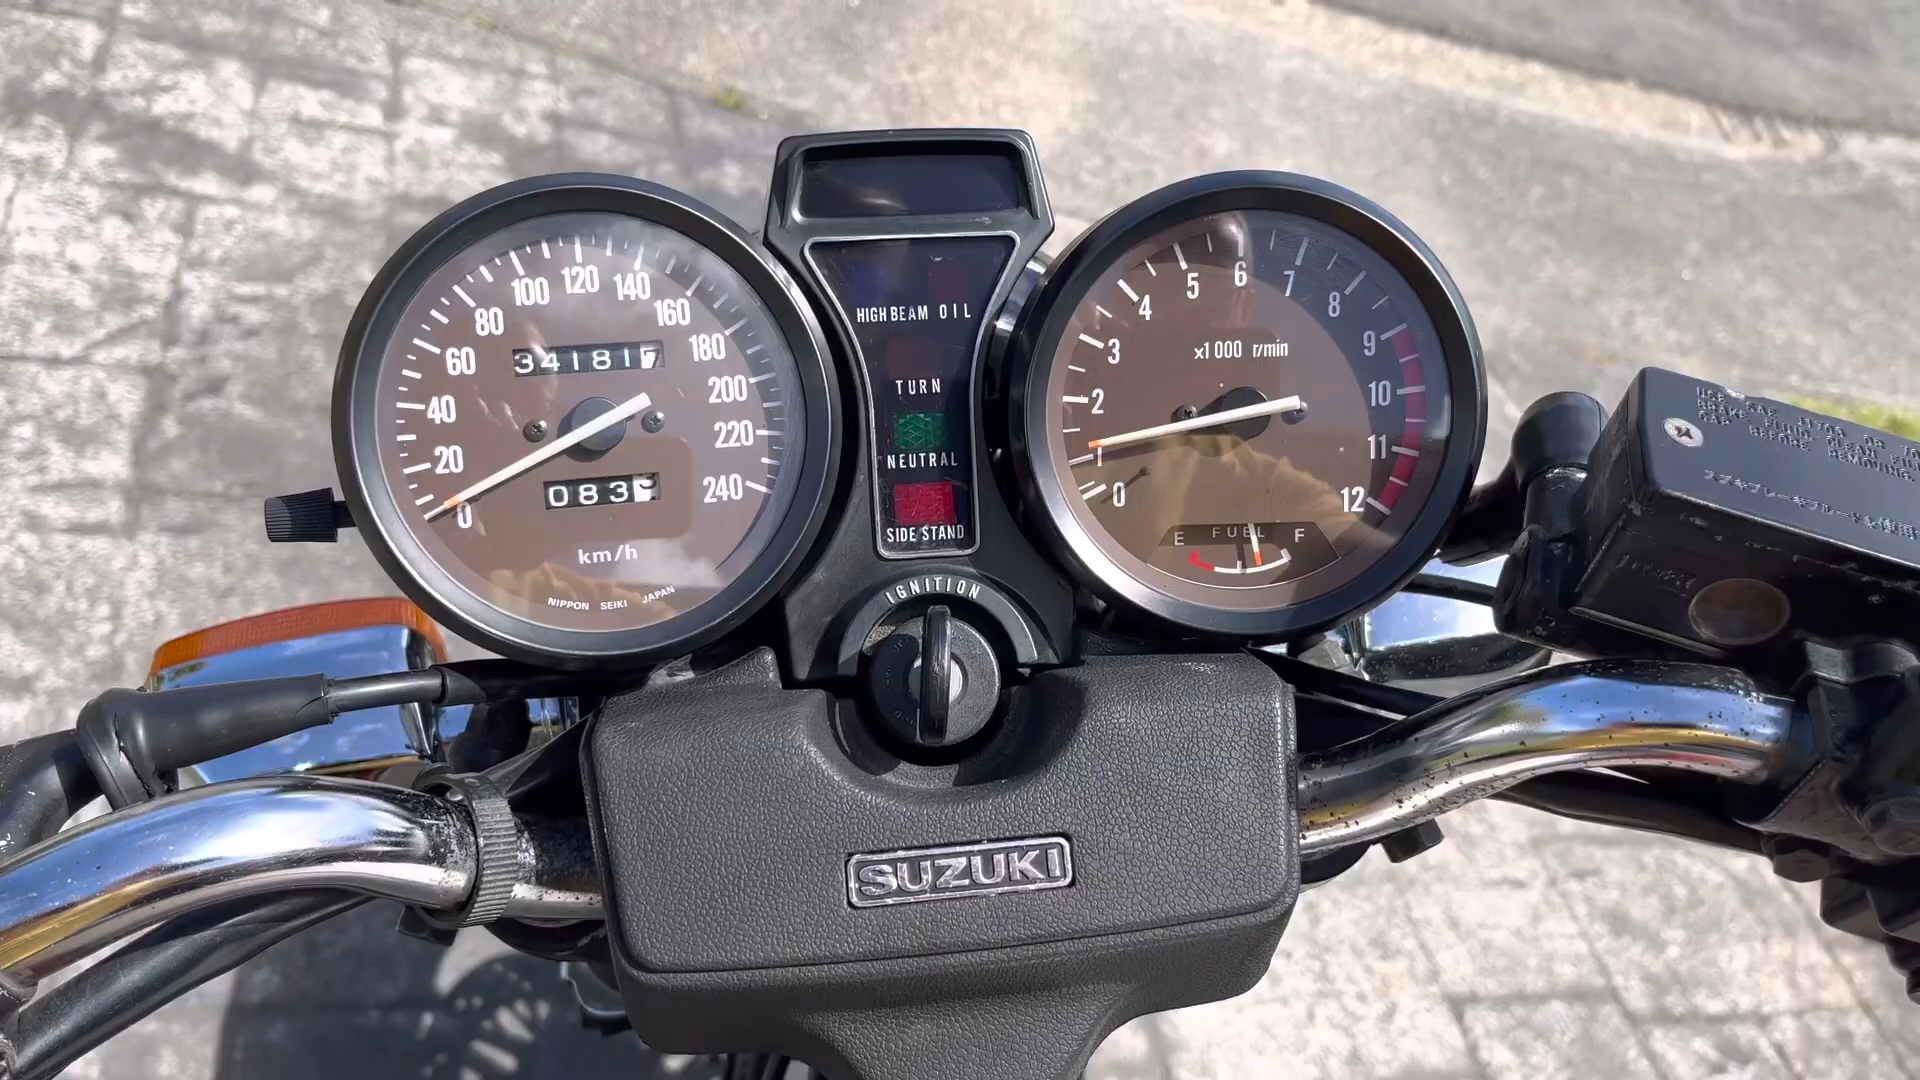 100 120 140
80 160
60 180
341817
200
40
220
20
0833
240
0
km/h
NIPPON SEIKI JAPAN
HIGH BEAM OIL
TURN
NEUTRAL
SIDE STAND
IGNITION
5 6 7
4 8
3 9
x1000 r/min
2 10
1 11
0 12
E FUEL F
SUZUKI